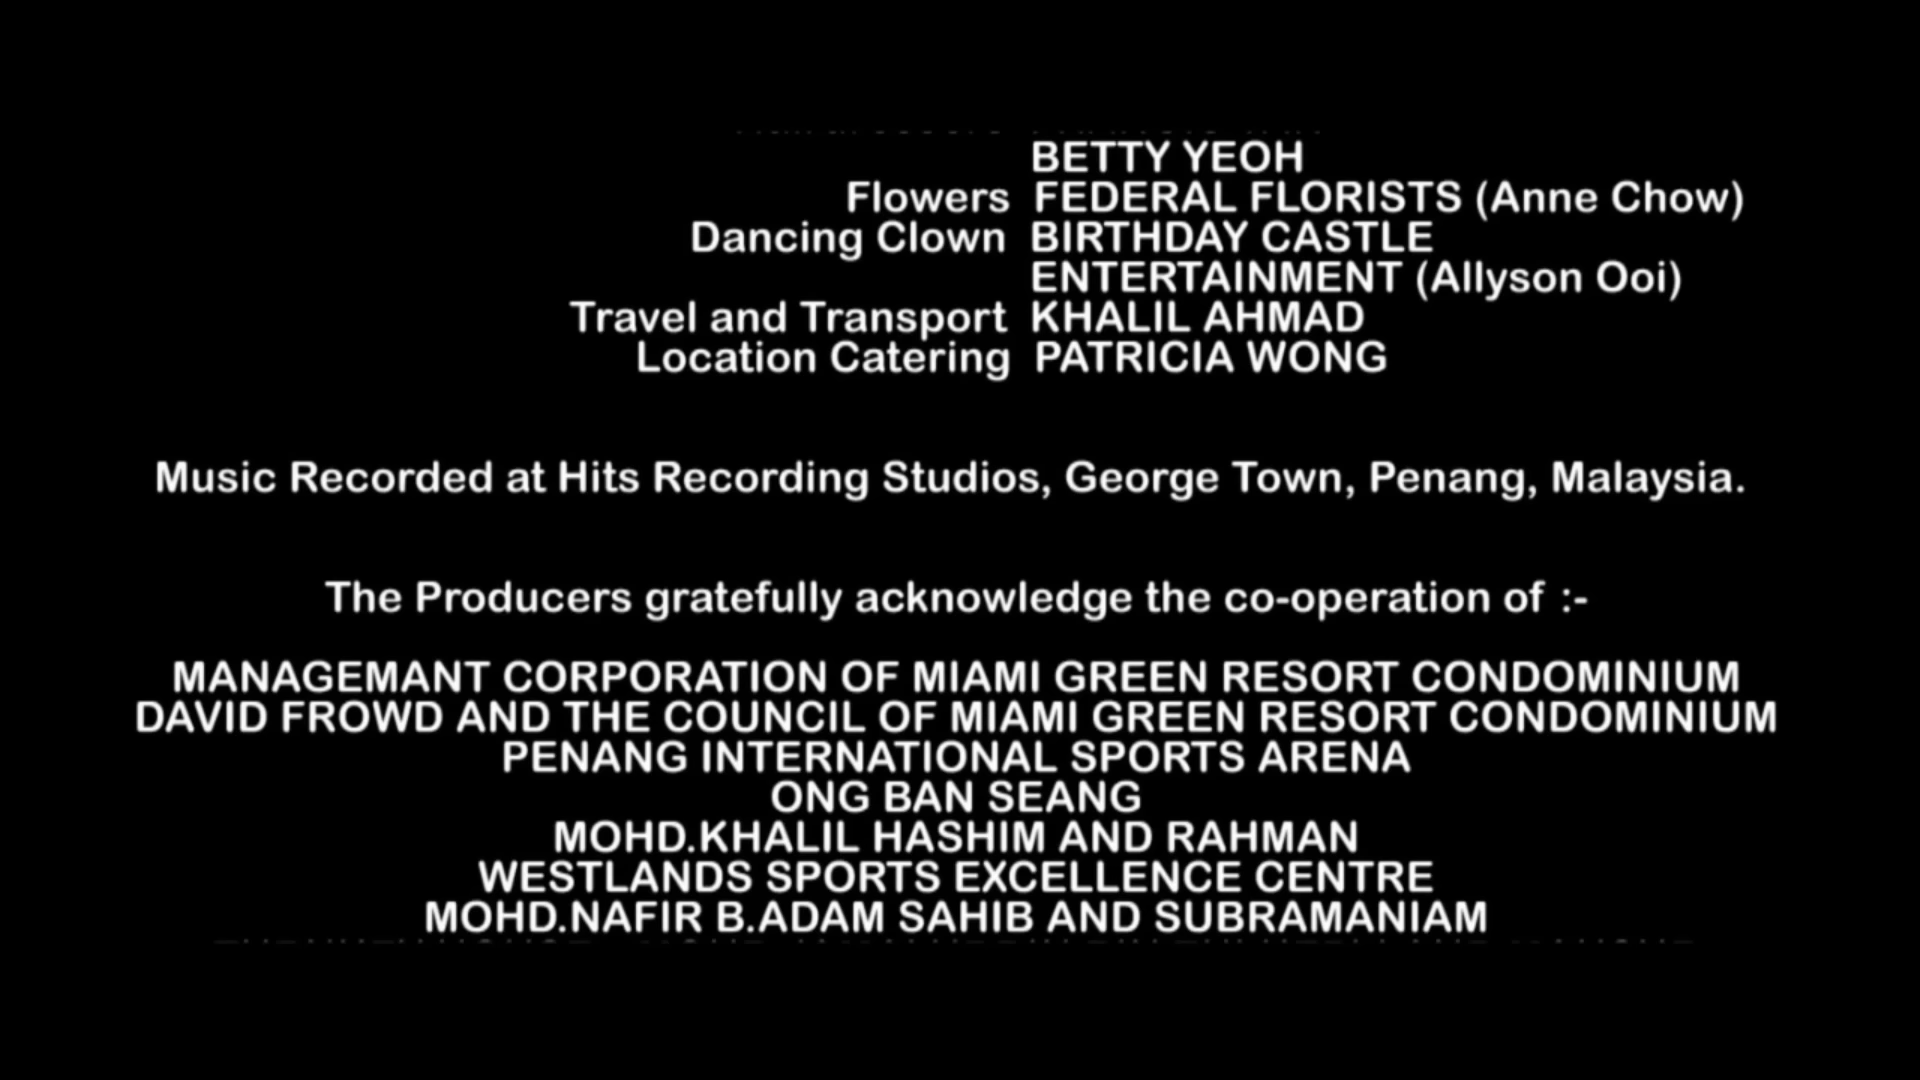 BETTY YEOH
Flowers FEDERAL FLORISTS (Anne Chow)
Dancing Clown BIRTHDAY CASTLE
ENTERTAINMENT (Allyson Ooi)
Travel and Transport KHALIL AHMAD
Location Catering PATRICIA WONG
Music Recorded at Hits Recording Studios, George Town, Penang, Malaysia.
The Producers gratefully acknowledge the co-operation of :-
MANAGEMANT CORPORATION OF MIAMI GREEN RESORT CONDOMINIUM
DAVID FROWD AND THE COUNCIL OF MIAMI GREEN RESORT CONDOMINIUM
PENANG INTERNATIONAL SPORTS ARENA
ONG BAN SEANG
MOHD.KHALIL HASHIM AND RAHMAN
WESTLANDS SPORTS EXCELLENCE CENTRE
MOHD.NAFIR B.ADAM SAHIB AND SUBRAMANIAM